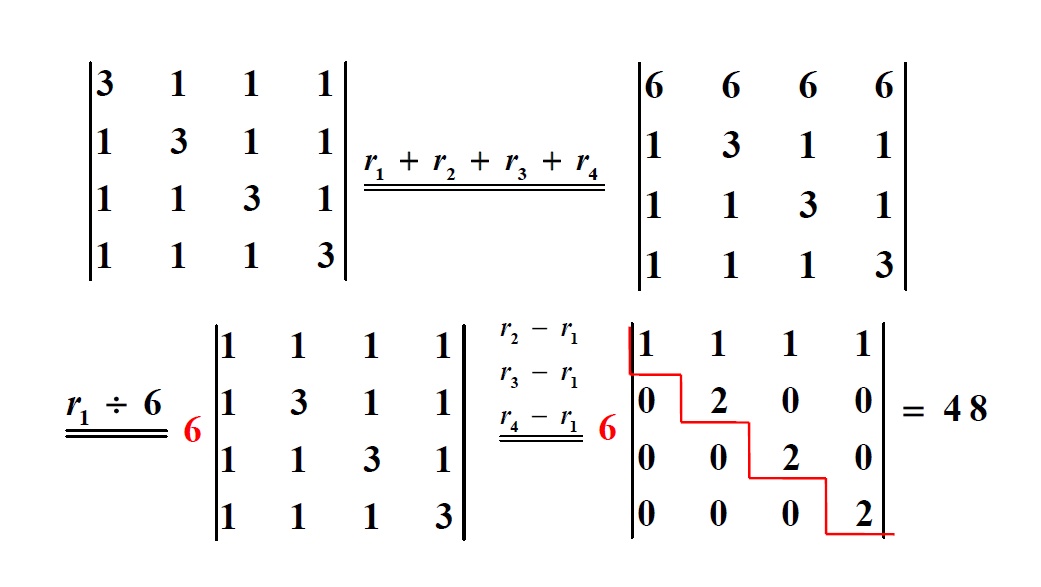 3 1 1 1 6 6 6 6
1 3 1 1 r₁ + r₂ + r₃ + r₄ 1 3 1 1
1 1 3 1 1 1 3 1
1 1 1 3 1 1 1 3
1 1 1 1 r₂ − r₁ 1 1 1 1
r₁ ÷ 6 6 1 3 1 1 r₃ − r₁ 6 0 2 0 0 = 48
1 1 3 1 r₄ − r₁ 0 0 2 0
1 1 1 3 0 0 0 2